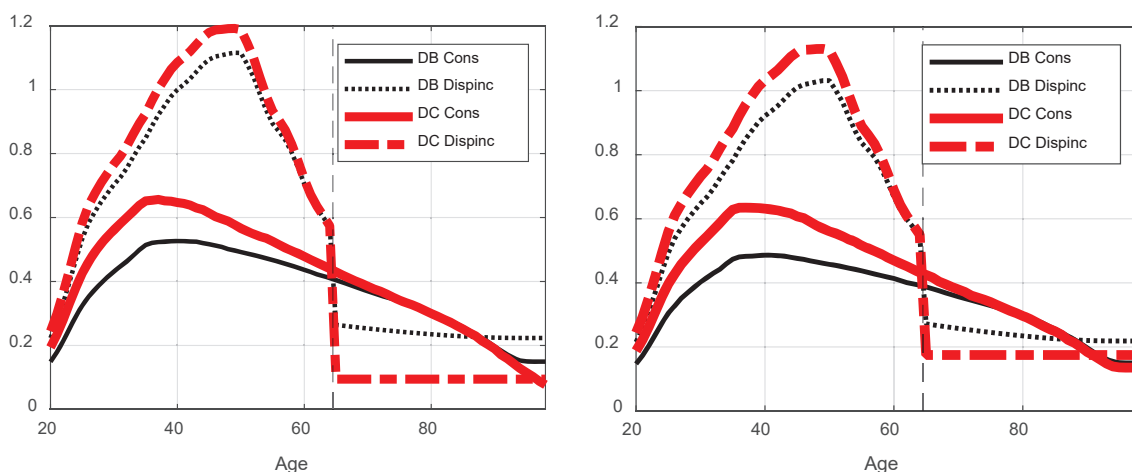 1.2
1
0.8
0.6
0.4
0.2
0
20
40
60
80
Age
DB Cons
DB Dispinc
DC Cons
DC Dispinc
1.2
1
0.8
0.6
0.4
0.2
0
20
40
60
80
Age
DB Cons
DB Dispinc
DC Cons
DC Dispinc